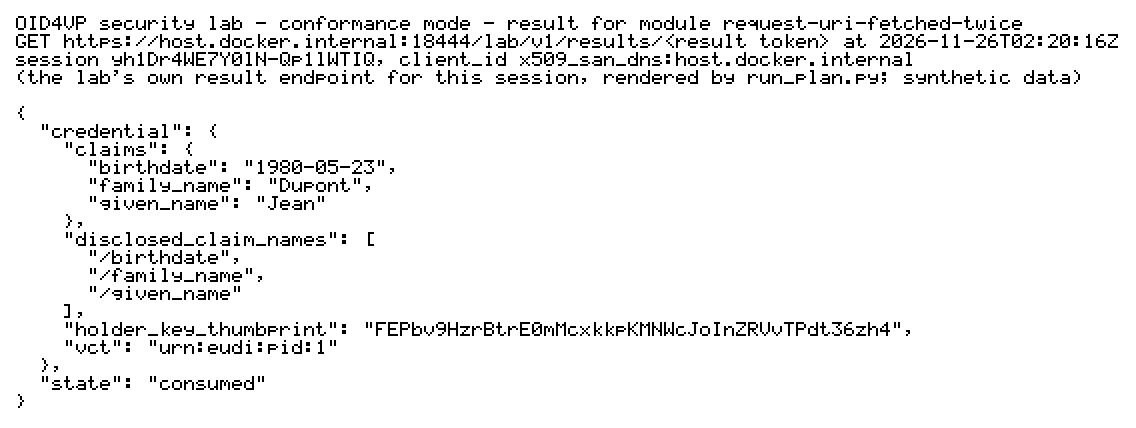 OID4VP security lab - conformance mode - result for module request-uri-fetched-twice
GET https://host.docker.internal:18444/lab/v1/results/<result token> at 2026-11-26T02:20:16Z
session yh1Dr4WE7Y0lN-Qp1lWTIQ, client_id x509_san_dns:host.docker.internal
(the lab's own result endpoint for this session, rendered by run_plan.py; synthetic data)
{
  "credential": {
    "claims": {
      "birthdate": "1980-05-23",
      "family_name": "Dupont",
      "given_name": "Jean"
    },
    "disclosed_claim_names": [
      "/birthdate",
      "/family_name",
      "/given_name"
    ],
    "holder_key_thumbprint": "FEPbv9HzrBtrE0mMcxkkpKMNWcJoInZRVvTPdt36zh4",
    "vct": "urn:eudi:pid:1"
  },
  "state": "consumed"
}